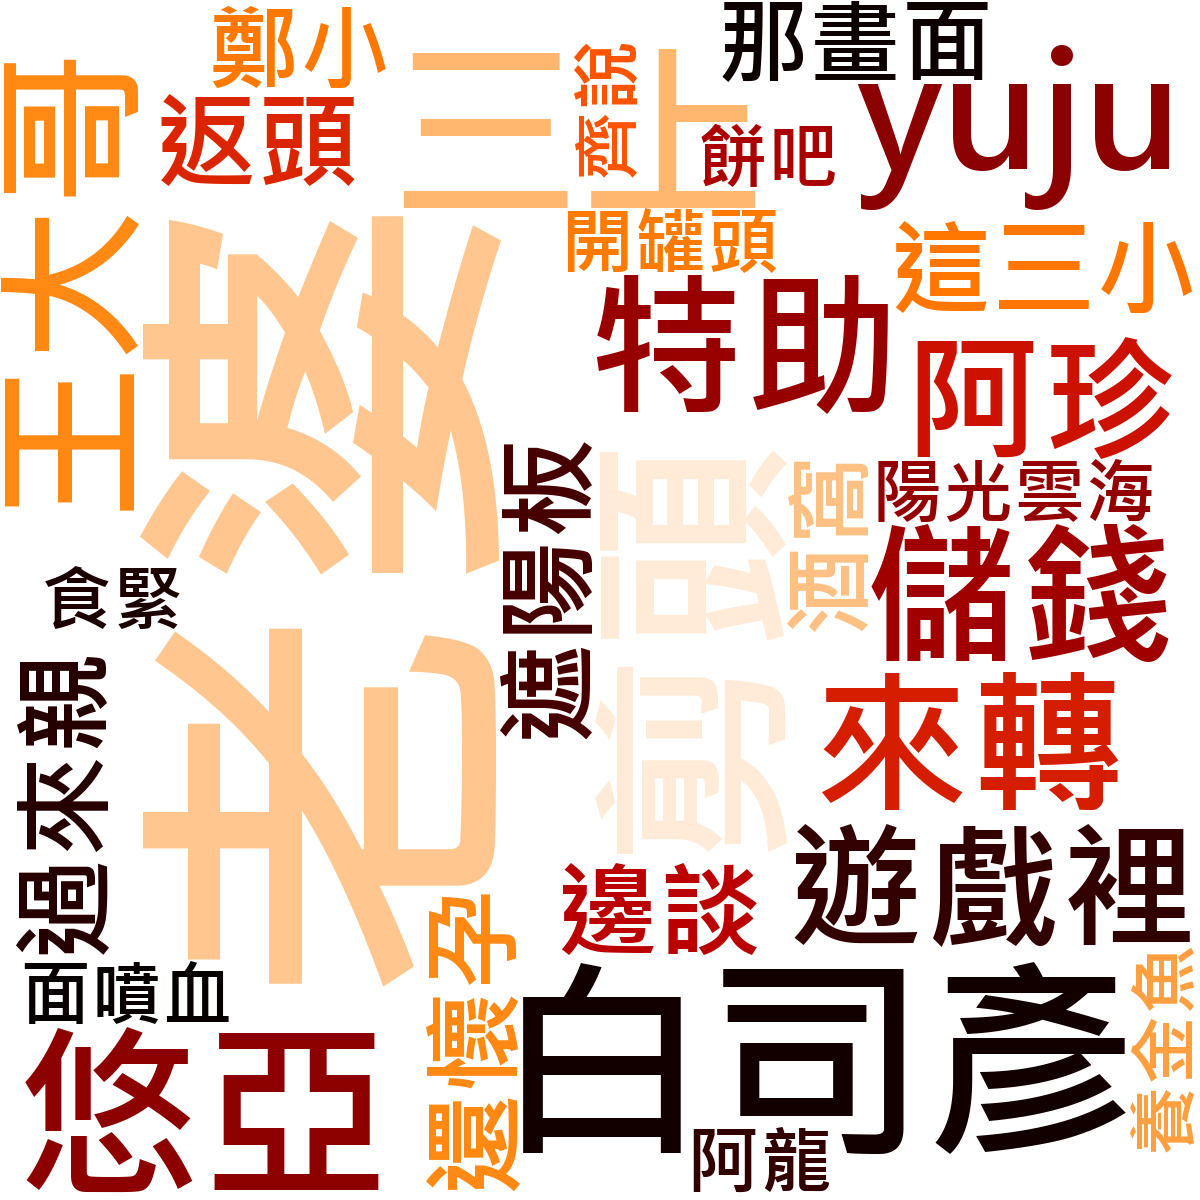 鄭小
三上
齊說
那畫面
yuju
王大哥
返頭
餅吧
開罐頭
這三小
老婆
特助
阿珍
遮陽板
剪頭
酒窩
陽光雲海
儲錢
食緊
過來親
來轉
邊談
遊戲裡
面噴血
還懷孕
白司彥
養金魚
悠亞
阿龍